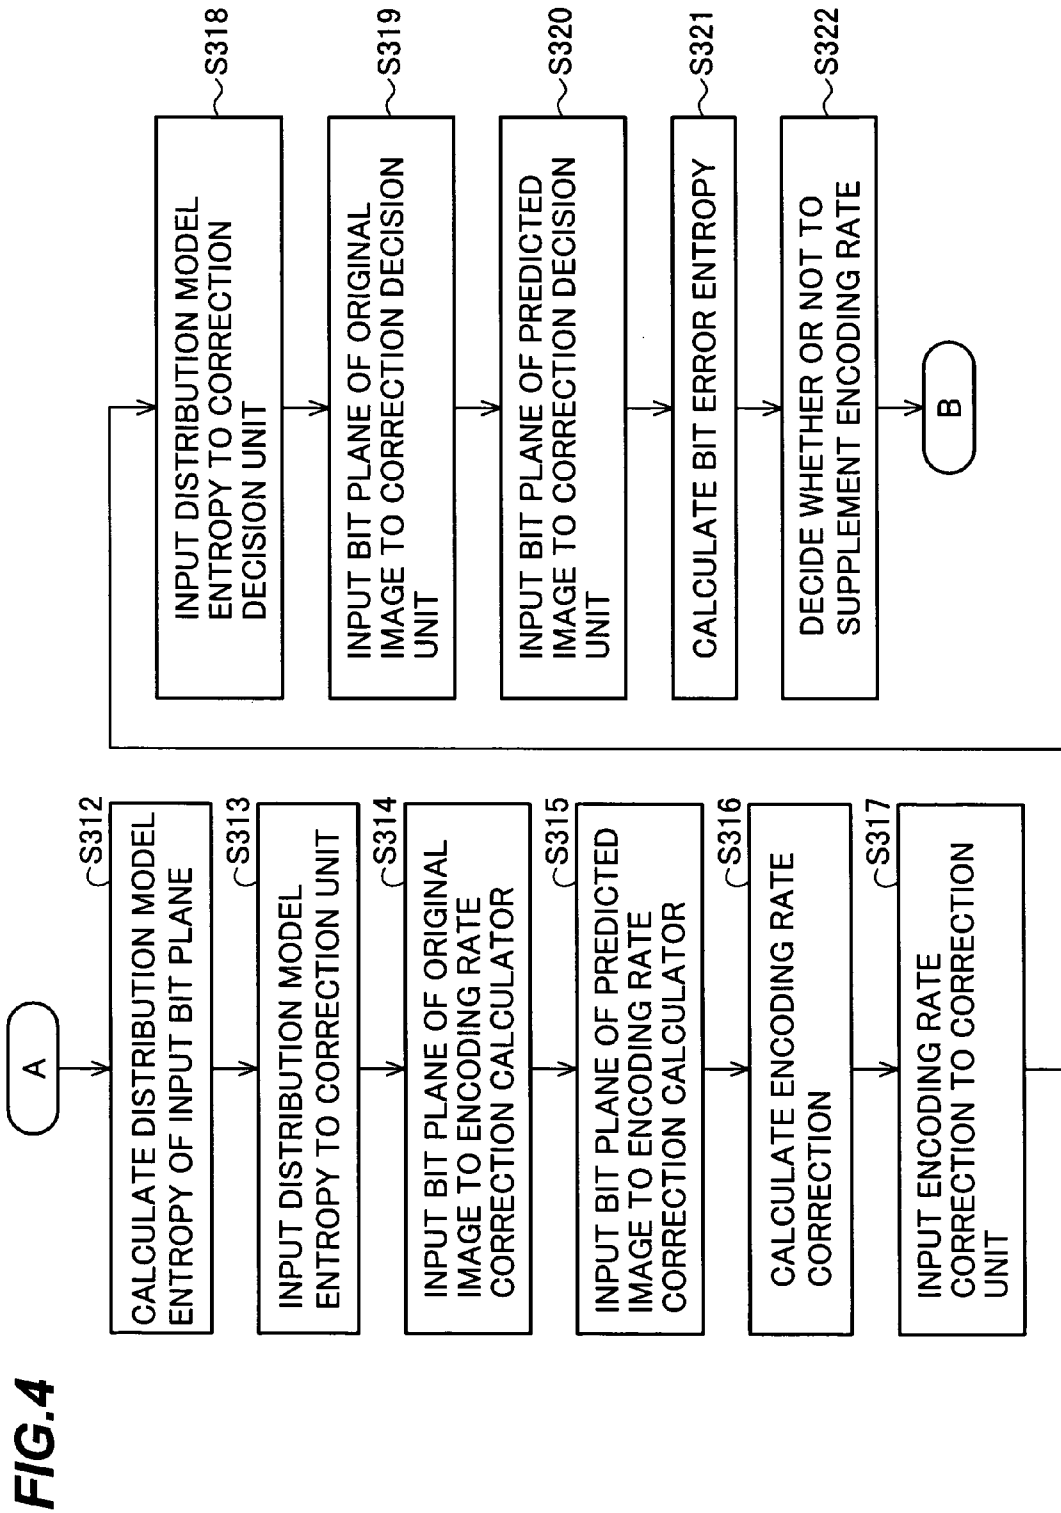 FIG.4
A
S312
CALCULATE DISTRIBUTION MODEL
ENTROPY OF INPUT BIT PLANE
S313
INPUT DISTRIBUTION MODEL
ENTROPY TO CORRECTION UNIT
S314
INPUT BIT PLANE OF ORIGINAL
IMAGE TO ENCODING RATE
CORRECTION CALCULATOR
S315
INPUT BIT PLANE OF PREDICTED
IMAGE TO ENCODING RATE
CORRECTION CALCULATOR
S316
CALCULATE ENCODING RATE
CORRECTION
S317
INPUT ENCODING RATE
CORRECTION TO CORRECTION
UNIT
S318
INPUT DISTRIBUTION MODEL
ENTROPY TO CORRECTION
DECISION UNIT
S319
INPUT BIT PLANE OF ORIGINAL
IMAGE TO CORRECTION DECISION
UNIT
S320
INPUT BIT PLANE OF PREDICTED
IMAGE TO CORRECTION DECISION
UNIT
S321
CALCULATE BIT ERROR ENTROPY
S322
DECIDE WHETHER OR NOT TO
SUPPLEMENT ENCODING RATE
B